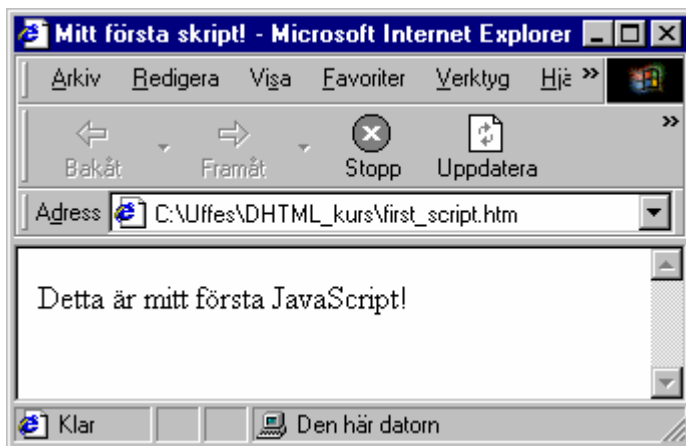 Mitt första skript! - Microsoft Internet Explorer
Arkiv Redigera Visa Favoriter Verktyg Hjä »
Bakåt Framåt Stopp Uppdatera »
Adress C:\Uffes\DHTML_kurs\first_script.htm
Detta är mitt första JavaScript!
Klar Den här datorn